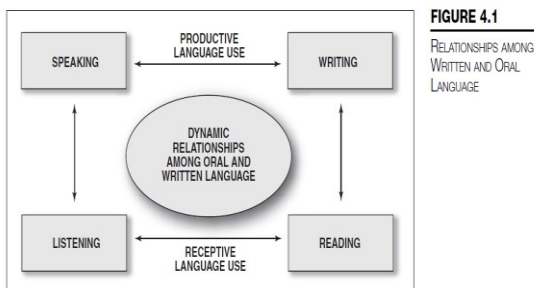 PRODUCTIVE
LANGUAGE USE
SPEAKING
WRITING
DYNAMIC
RELATIONSHIPS
AMONG ORAL AND
WRITTEN LANGUAGE
LISTENING
READING
RECEPTIVE
LANGUAGE USE
FIGURE 4.1
RELATIONSHIPS AMONG
WRITTEN AND ORAL
LANGUAGE